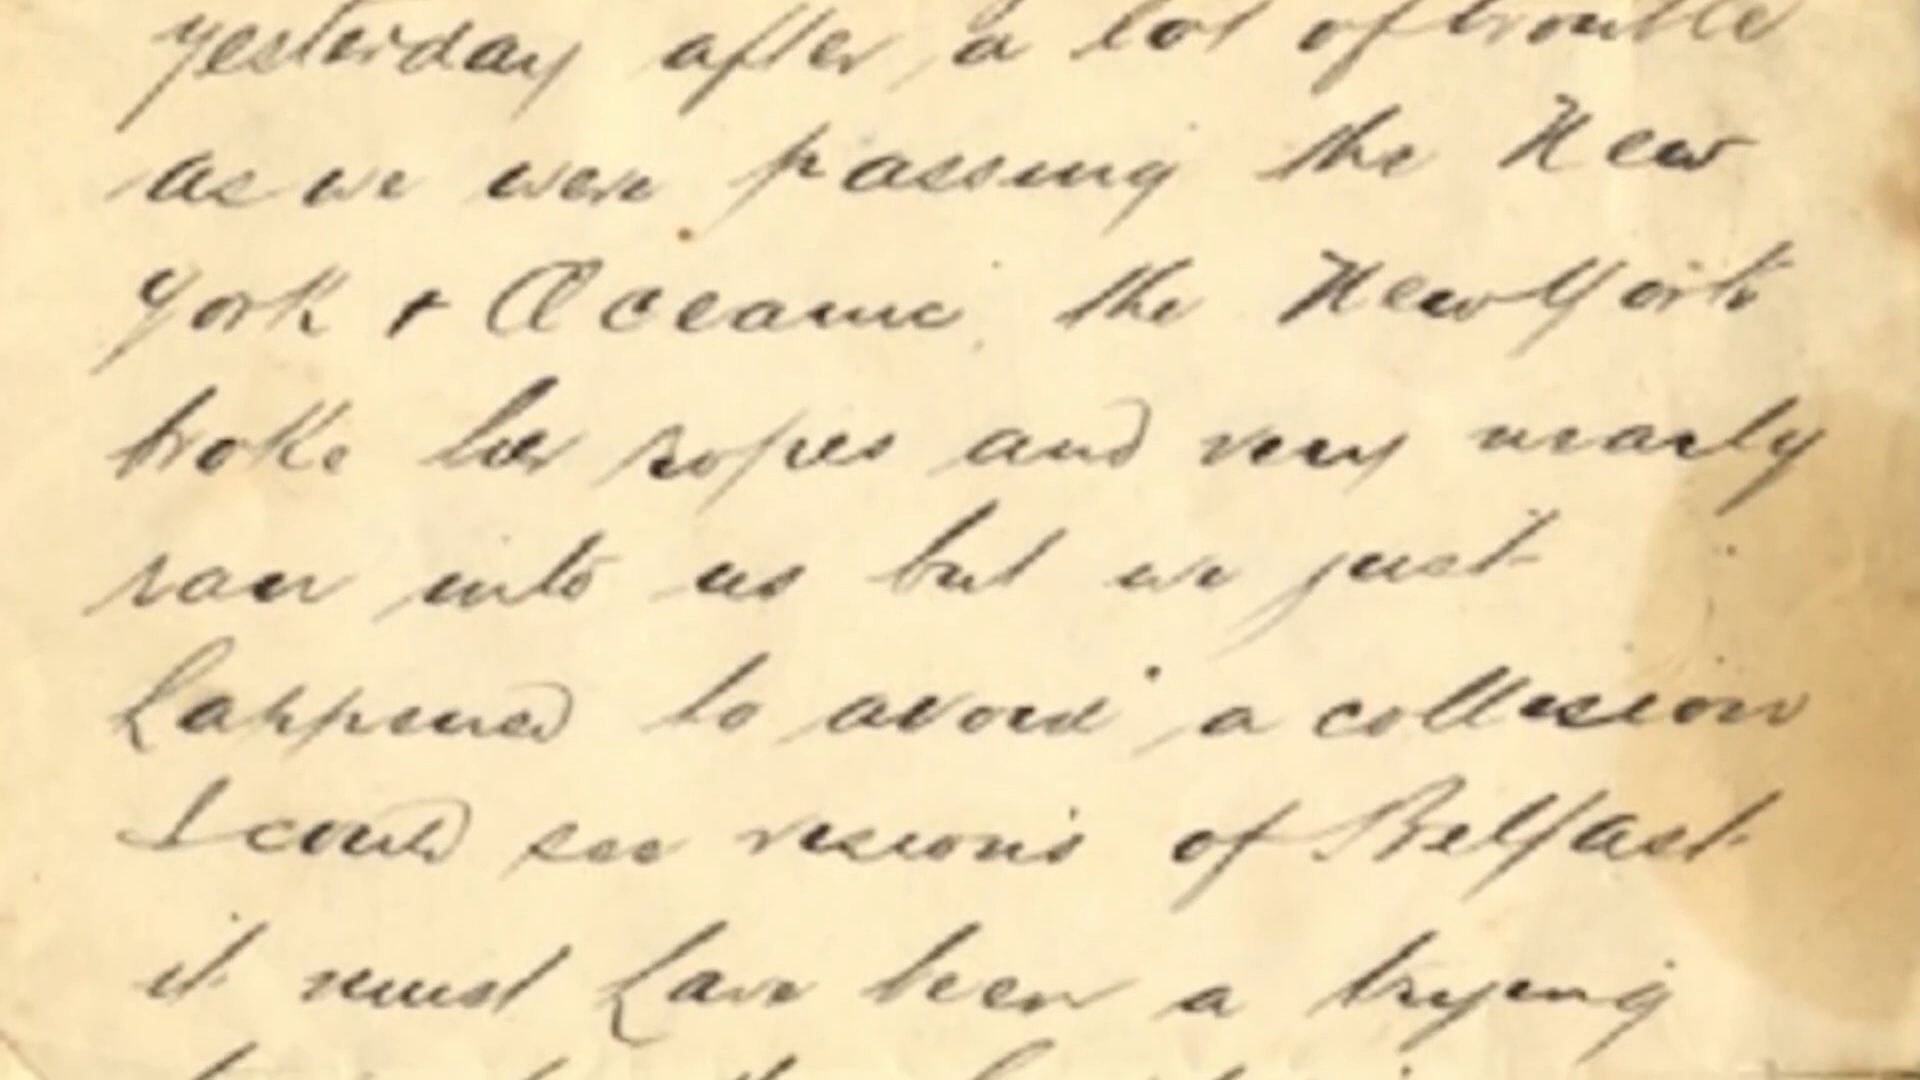 yesterday after a lot of trouble
as we were passing the New
York + Oceanic, the New York
broke her ropes and very nearly
ran into us but we just
happened to avoid a collission
I could see visions of Belfast
it must have been a trying